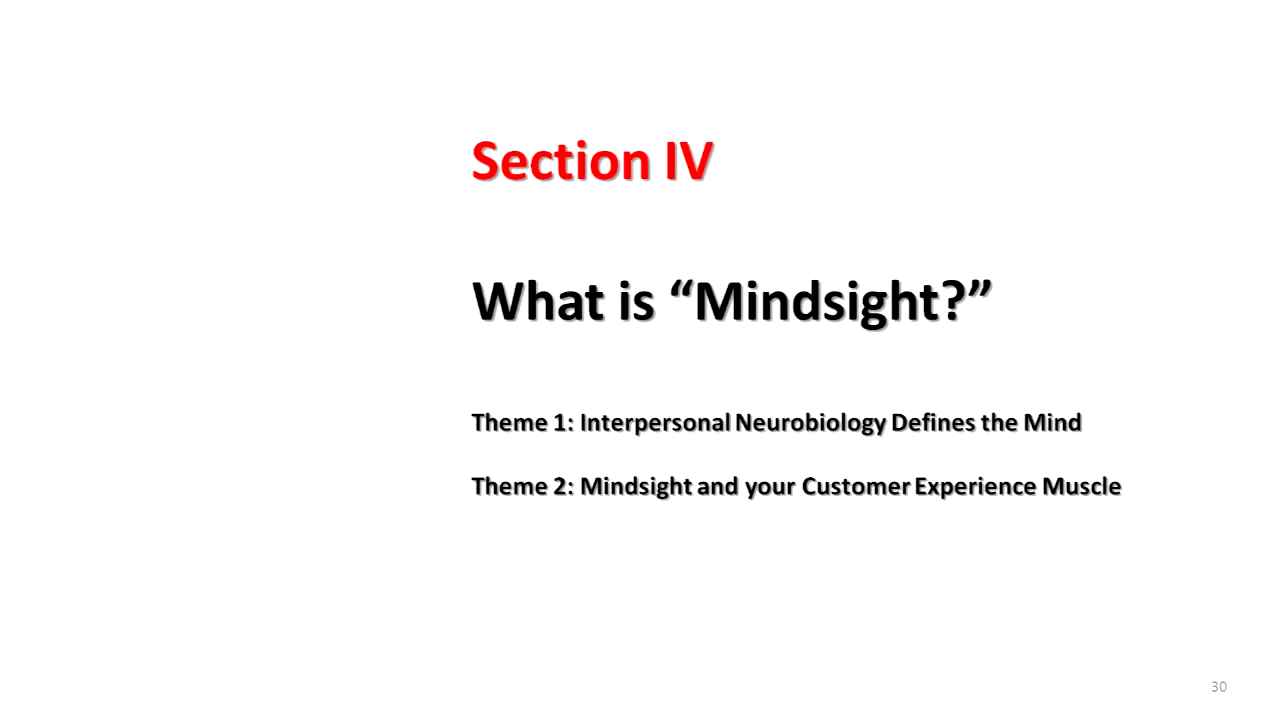 Section IV
What is “Mindsight?”
Theme 1: Interpersonal Neurobiology Defines the Mind
Theme 2: Mindsight and your Customer Experience Muscle
30